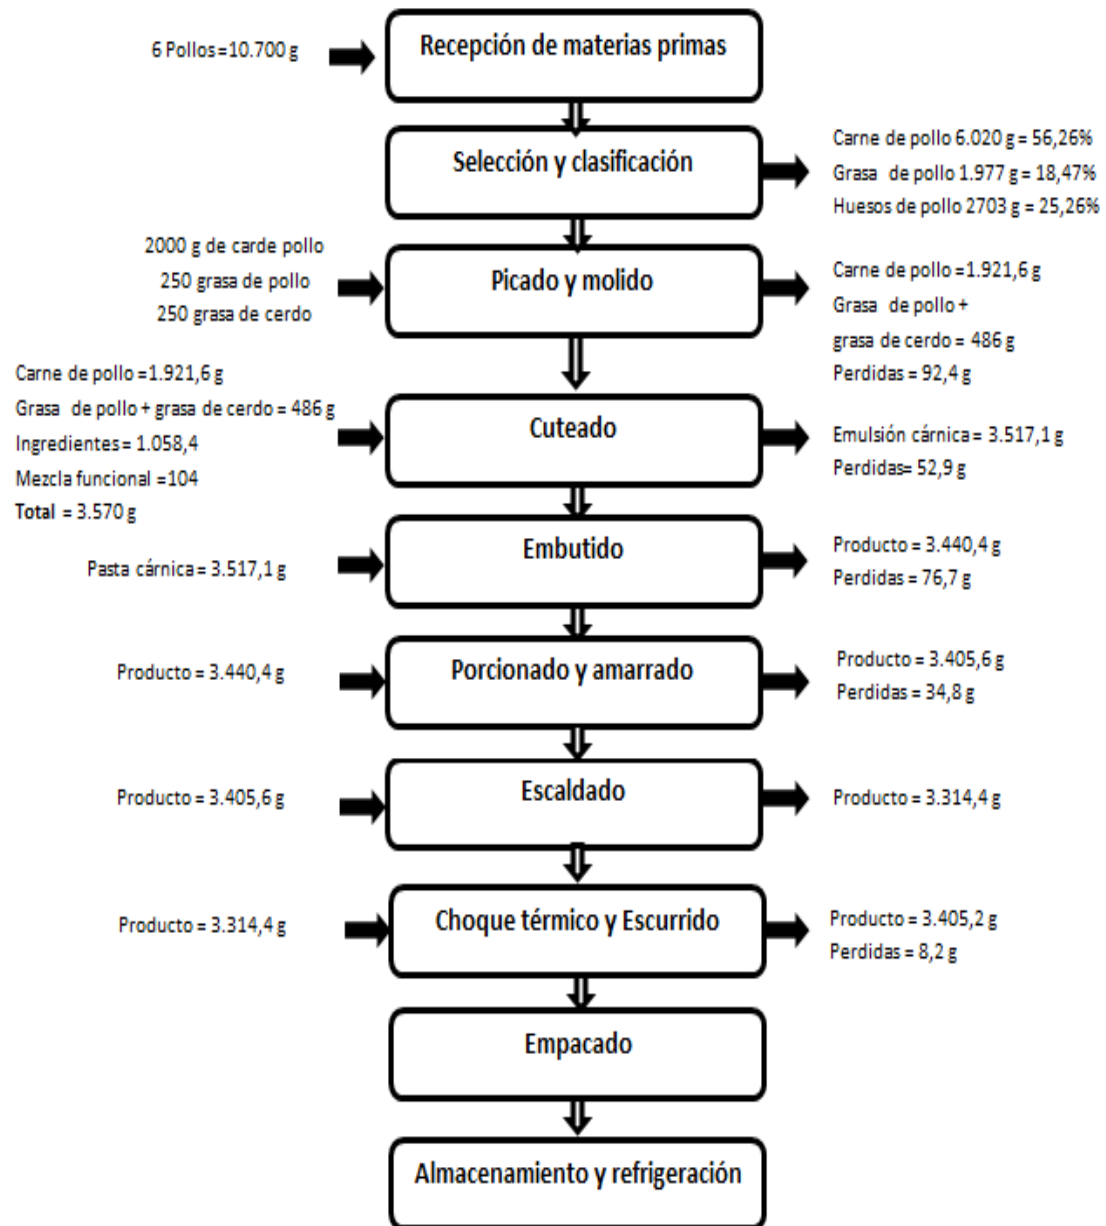 6 Pollos =10.700 g
Recepción de materias primas
Selección y clasificación
Carne de pollo 6.020 g = 56,26%
Grasa de pollo 1.977 g = 18,47%
Huesos de pollo 2703 g = 25,26%
2000 g de carde pollo
250 grasa de pollo
250 grasa de cerdo
Picado y molido
Carne de pollo =1.921,6 g
Grasa de pollo +
grasa de cerdo = 486 g
Perdidas = 92,4 g
Carne de pollo =1.921,6 g
Grasa de pollo + grasa de cerdo = 486 g
Ingredientes = 1.058,4
Mezcla funcional =104
Total = 3.570 g
Cuteado
Emulsión cárnica = 3.517,1 g
Perdidas= 52,9 g
Pasta cárnica = 3.517,1 g
Embutido
Producto = 3.440,4 g
Perdidas = 76,7 g
Producto = 3.440,4 g
Porcionado y amarrado
Producto = 3.405,6 g
Perdidas = 34,8 g
Producto = 3.405,6 g
Escaldado
Producto = 3.314,4 g
Producto = 3.314,4 g
Choque térmico y Escurrido
Producto = 3.405,2 g
Perdidas = 8,2 g
Empacado
Almacenamiento y refrigeración